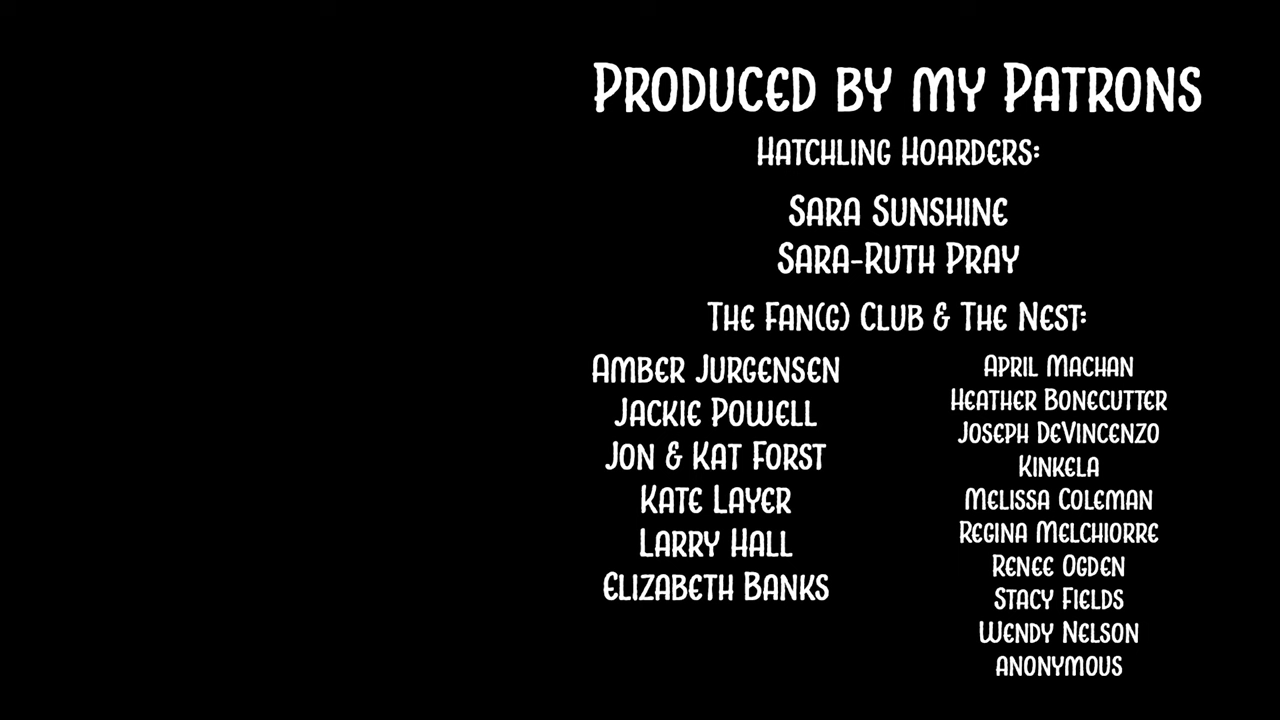 Produced by my Patrons
Hatchling Hoarders:
Sara Sunshine
Sara-Ruth Pray
The Fan(g) Club & The Nest:
Amber Jurgensen
Jackie Powell
Jon & Kat Forst
Kate Layer
Larry Hall
Elizabeth Banks
April Machan
Heather Bonecutter
Joseph DeVincenzo
Kinkela
Melissa Coleman
Regina Melchiorre
Renee Ogden
Stacy Fields
Wendy Nelson
Anonymous